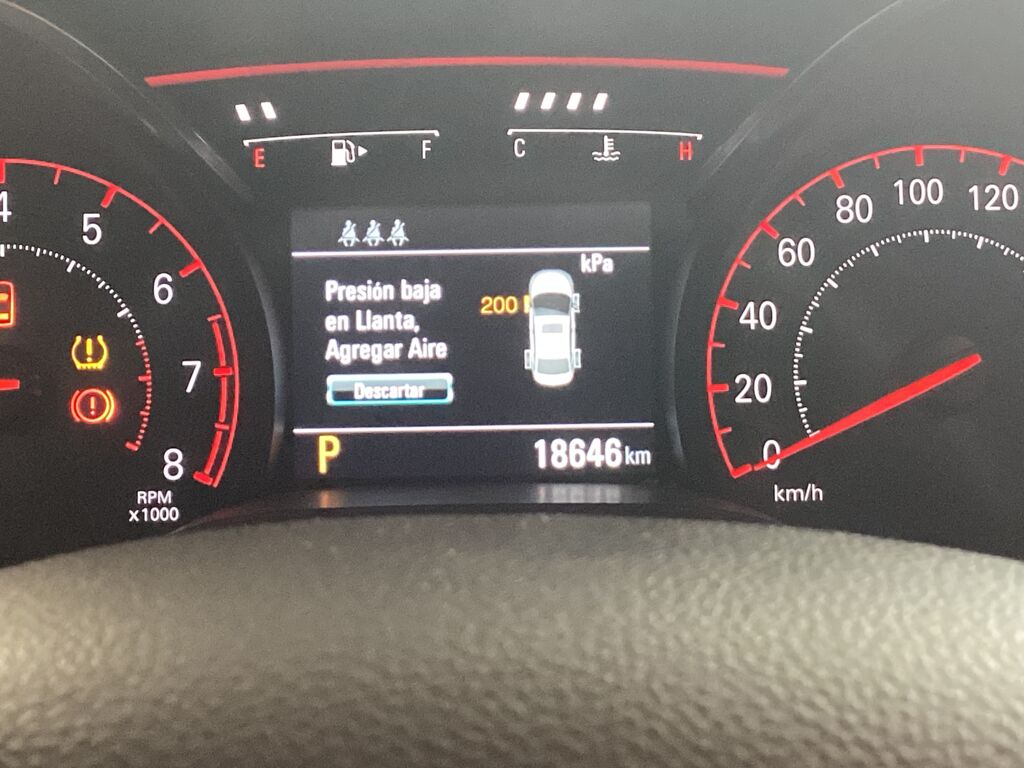 E F C H
kPa
Presión baja
en Llanta,
Agregar Aire
200
Descartar
P 18646 km
4 5 6 7 8
RPM
x1000
0 20 40 60 80 100 120
km/h